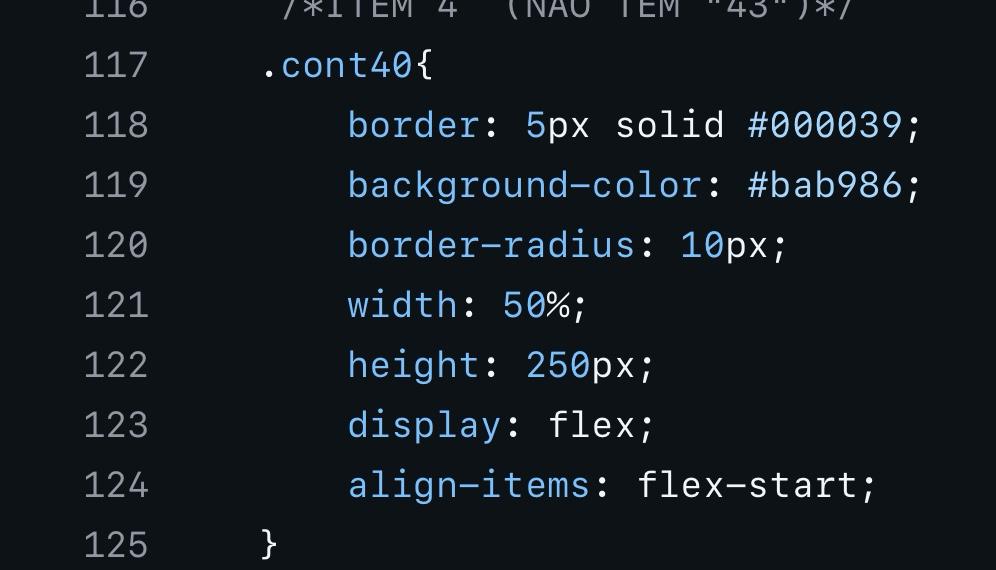 116 /*ITEM 4 (NAO TEM "43")*/
117 .cont40{
118 border: 5px solid #000039;
119 background-color: #bab986;
120 border-radius: 10px;
121 width: 50%;
122 height: 250px;
123 display: flex;
124 align-items: flex-start;
125 }